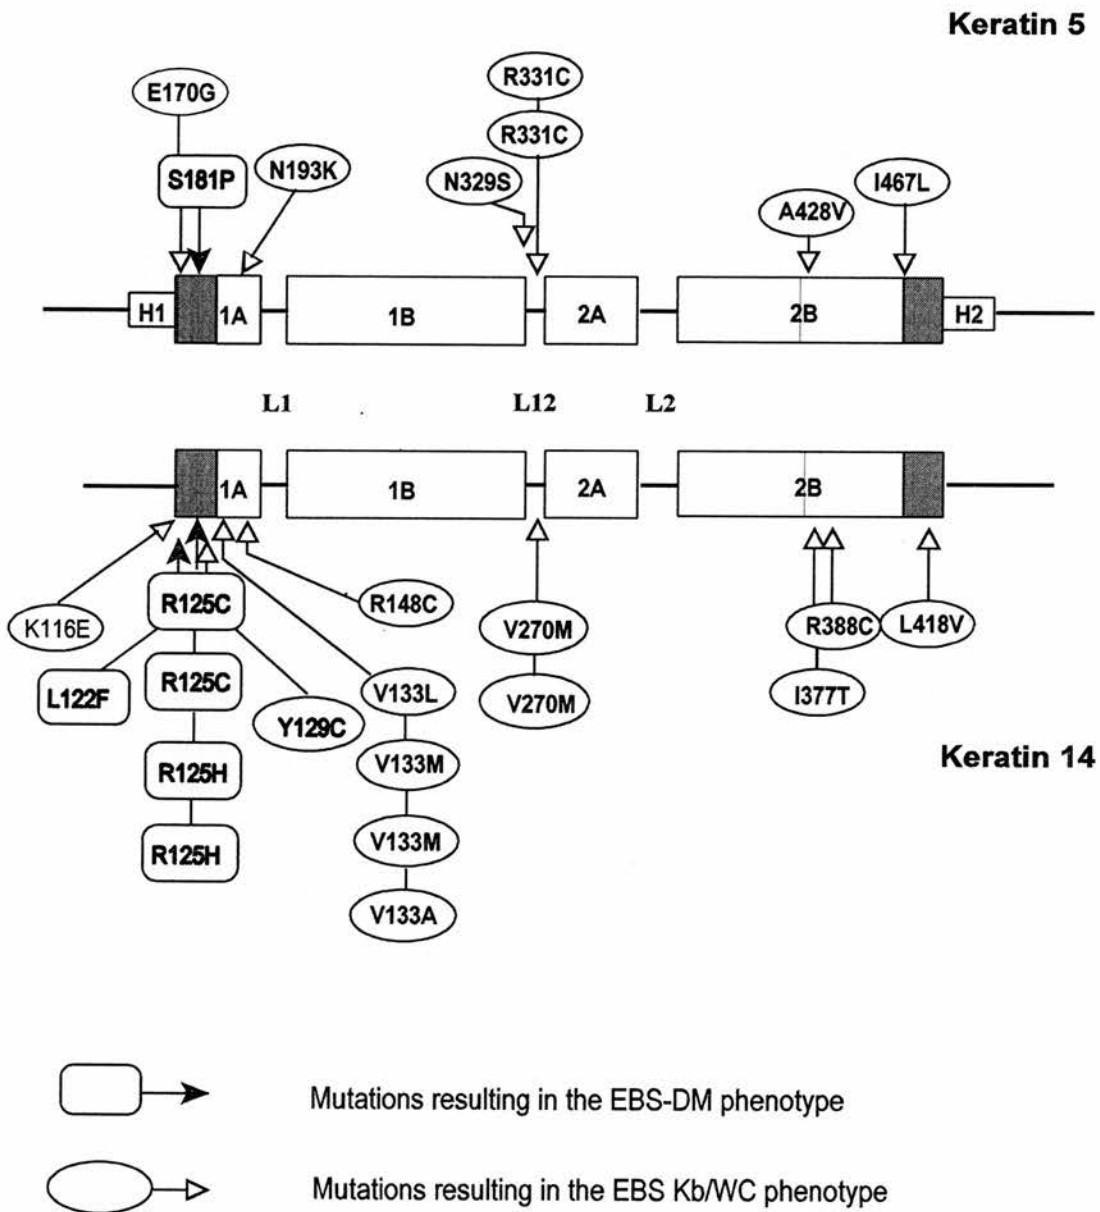 Keratin 5
E170G
R331C
R331C
S181P
N193K
N329S
I467L
A428V
H1
1A
1B
2A
2B
H2
L1
L12
L2
1A
1B
2A
2B
K116E
R125C
R148C
V270M
R388C
L418V
L122F
R125C
V133L
V270M
I377T
Y129C
R125H
V133M
Keratin 14
R125H
V133M
V133A
Mutations resulting in the EBS-DM phenotype
Mutations resulting in the EBS Kb/WC phenotype